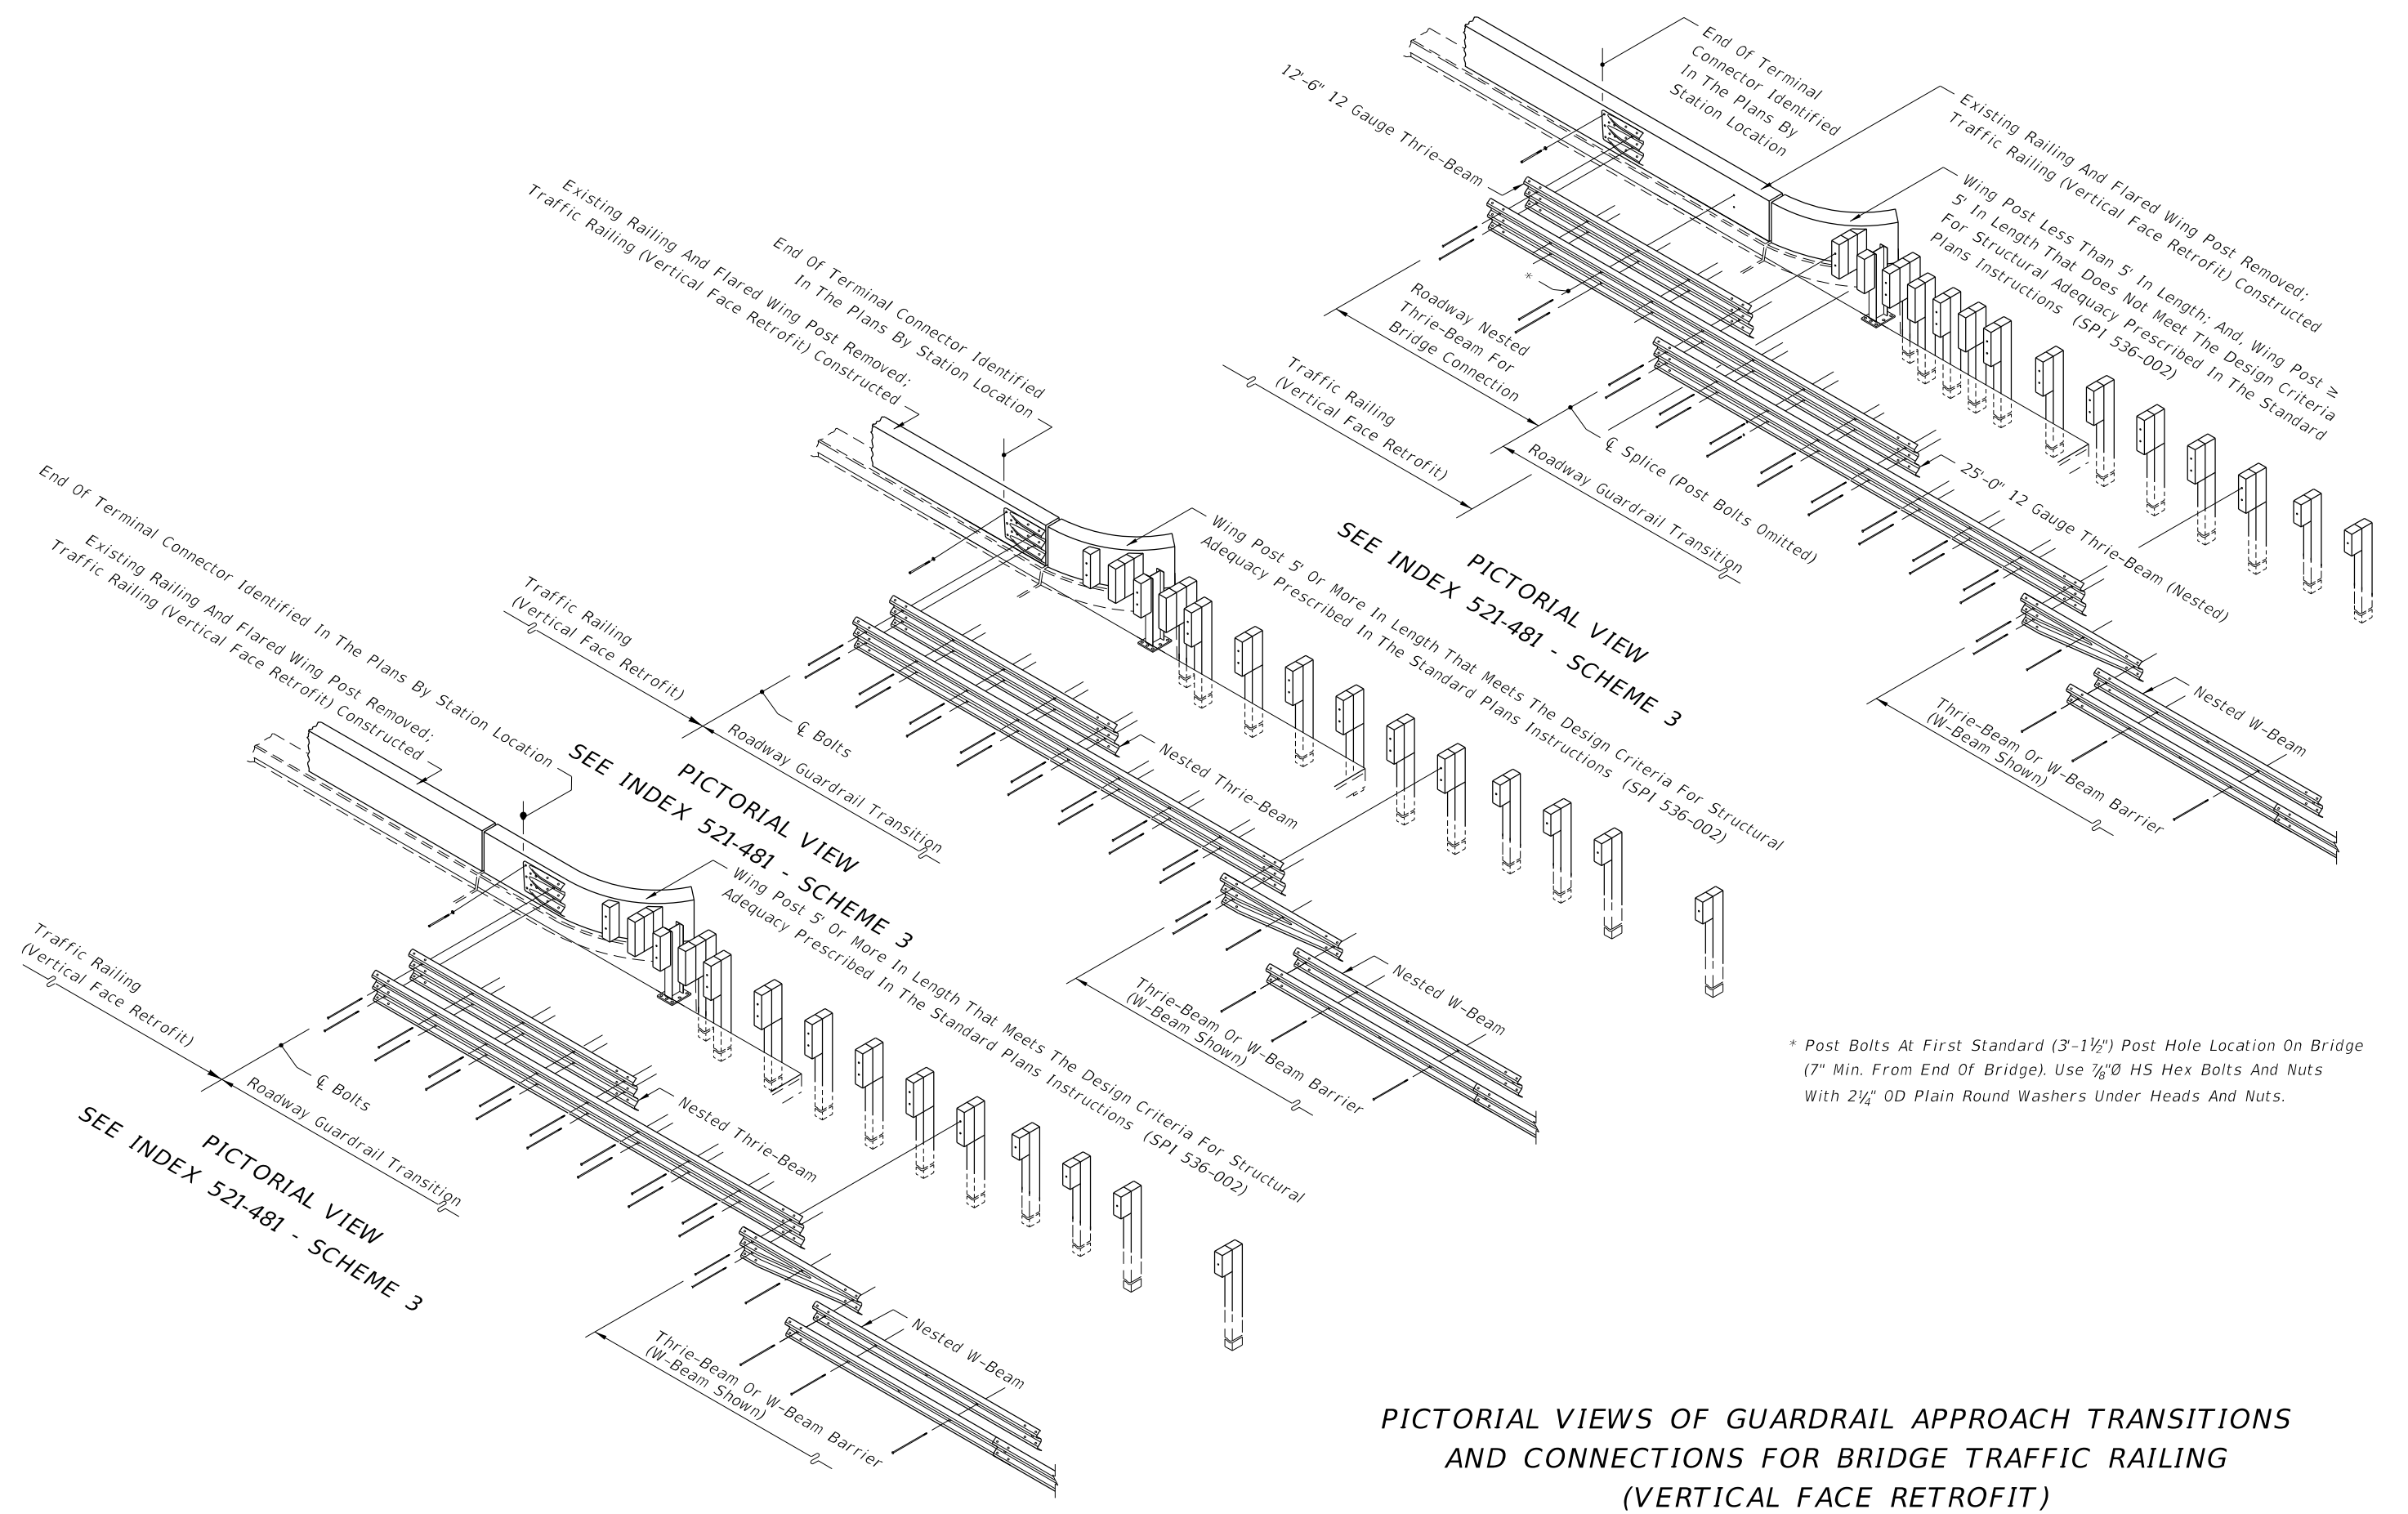 End Of Terminal
Connector Identified
In The Plans By
Station Location
Existing Railing And Flared Wing Post Removed;
Traffic Railing (Vertical Face Retrofit) Constructed
Wing Post Less Than 5' In Length; And, Wing Post ≥
5' In Length That Does Not Meet The Design Criteria
For Structural Adequacy Prescribed In The Standard
Plans Instructions (SPI 536-002)
12'-6" 12 Gauge Thrie-Beam
*
Roadway Nested
Thrie-Beam For
Bridge Connection
Traffic Railing
(Vertical Face Retrofit)
℄ Splice (Post Bolts Omitted)
Roadway Guardrail Transition
25'-0" 12 Gauge Thrie-Beam (Nested)
Nested W-Beam
Thrie-Beam Or W-Beam Barrier
(W-Beam Shown)
PICTORIAL VIEW
SEE INDEX 521-481 - SCHEME 3
Existing Railing And Flared Wing Post Removed;
Traffic Railing (Vertical Face Retrofit) Constructed
End Of Terminal Connector Identified
In The Plans By Station Location
Wing Post 5' Or More In Length That Meets The Design Criteria For Structural
Adequacy Prescribed In The Standard Plans Instructions (SPI 536-002)
Traffic Railing
(Vertical Face Retrofit)
℄ Bolts
Roadway Guardrail Transition
Nested Thrie-Beam
Nested W-Beam
Thrie-Beam Or W-Beam Barrier
(W-Beam Shown)
PICTORIAL VIEW
SEE INDEX 521-481 - SCHEME 3
End Of Terminal Connector Identified In The Plans By Station Location
Existing Railing And Flared Wing Post Removed;
Traffic Railing (Vertical Face Retrofit) Constructed
Wing Post 5' Or More In Length That Meets The Design Criteria For Structural
Adequacy Prescribed In The Standard Plans Instructions (SPI 536-002)
Traffic Railing
(Vertical Face Retrofit)
℄ Bolts
Roadway Guardrail Transition
Nested Thrie-Beam
Nested W-Beam
Thrie-Beam Or W-Beam Barrier
(W-Beam Shown)
PICTORIAL VIEW
SEE INDEX 521-481 - SCHEME 3
* Post Bolts At First Standard (3'-1½") Post Hole Location On Bridge
(7" Min. From End Of Bridge). Use ⅞"Ø HS Hex Bolts And Nuts
With 2¼" OD Plain Round Washers Under Heads And Nuts.
PICTORIAL VIEWS OF GUARDRAIL APPROACH TRANSITIONS
AND CONNECTIONS FOR BRIDGE TRAFFIC RAILING
(VERTICAL FACE RETROFIT)